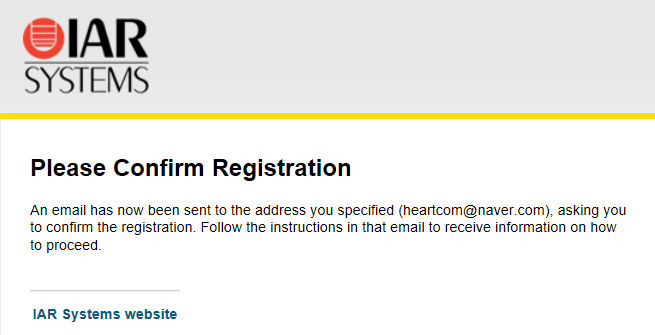 IAR
SYSTEMS
Please Confirm Registration
An email has now been sent to the address you specified (heartcom@naver.com), asking you
to confirm the registration. Follow the instructions in that email to receive information on how
to proceed.
IAR Systems website